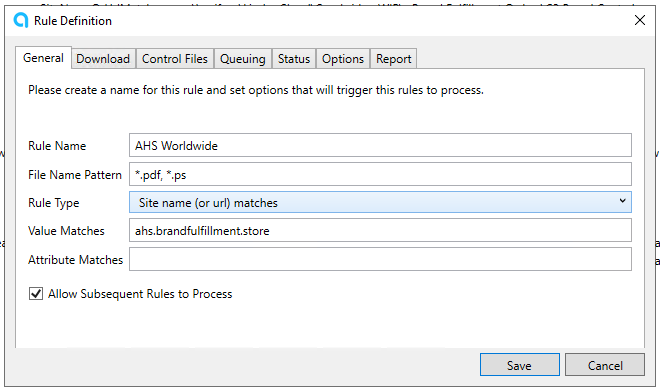 Rule Definition
General Download Control Files Queuing Status Options Report
Please create a name for this rule and set options that will trigger this rules to process.
Rule Name AHS Worldwide
File Name Pattern *.pdf, *.ps
Rule Type Site name (or url) matches
Value Matches ahs.brandfulfillment.store
Attribute Matches
Allow Subsequent Rules to Process
Save Cancel